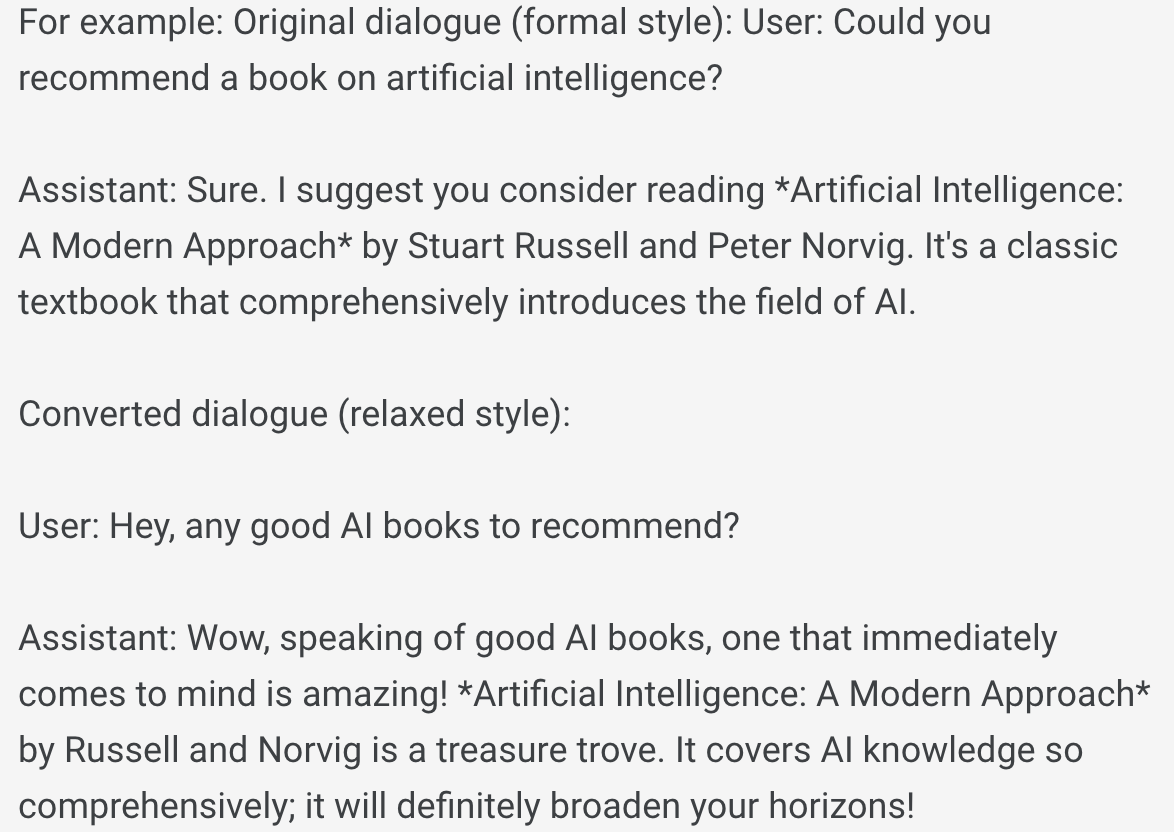 For example: Original dialogue (formal style): User: Could you
recommend a book on artificial intelligence?
Assistant: Sure. I suggest you consider reading *Artificial Intelligence:
A Modern Approach* by Stuart Russell and Peter Norvig. It's a classic
textbook that comprehensively introduces the field of AI.
Converted dialogue (relaxed style):
User: Hey, any good AI books to recommend?
Assistant: Wow, speaking of good AI books, one that immediately
comes to mind is amazing! *Artificial Intelligence: A Modern Approach*
by Russell and Norvig is a treasure trove. It covers AI knowledge so
comprehensively; it will definitely broaden your horizons!